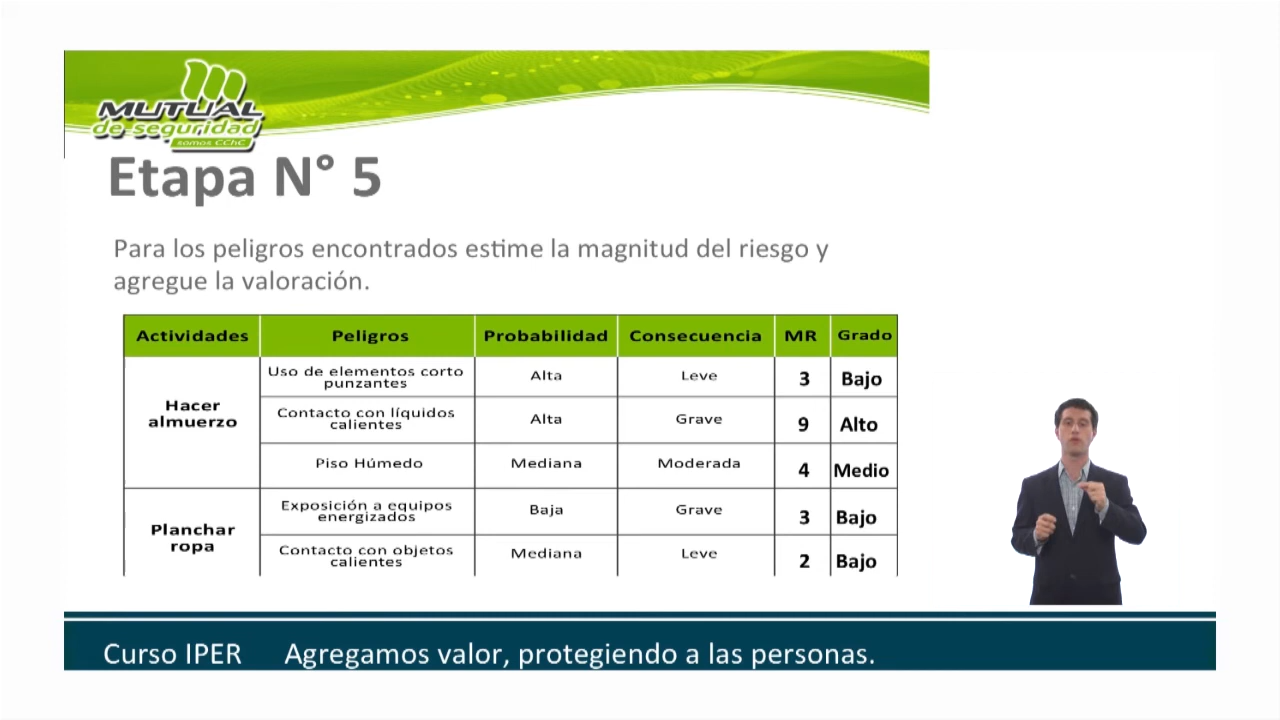 MUTUAL
de seguridad
somos CChC
Etapa N° 5
Para los peligros encontrados estime la magnitud del riesgo y
agregue la valoración.
Actividades Peligros Probabilidad Consecuencia MR Grado
Hacer
almuerzo
Uso de elementos corto
punzantes
Alta Leve 3 Bajo
Contacto con líquidos
calientes
Alta Grave 9 Alto
Piso Húmedo Mediana Moderada 4 Medio
Planchar
ropa
Exposición a equipos
energizados
Baja Grave 3 Bajo
Contacto con objetos
calientes
Mediana Leve 2 Bajo
Curso IPER Agregamos valor, protegiendo a las personas.